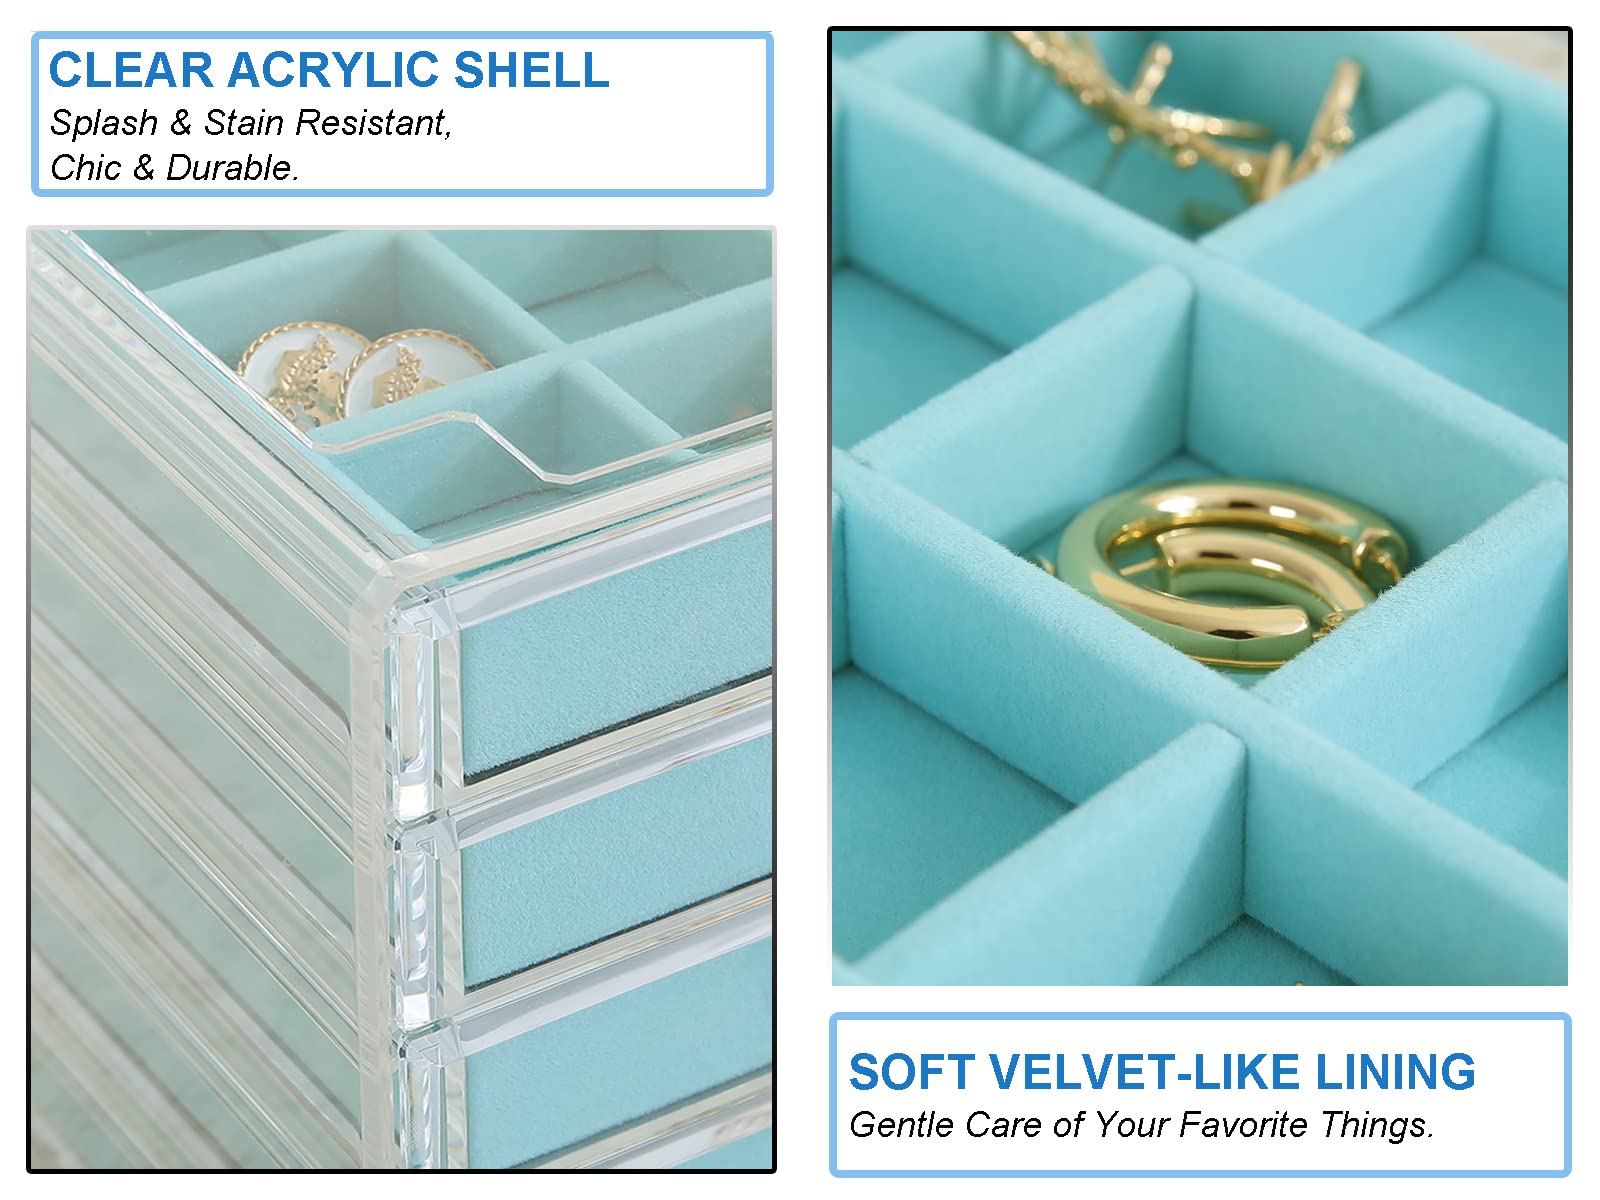 CLEAR ACRYLIC SHELL
Splash & Stain Resistant,
Chic & Durable.
SOFT VELVET-LIKE LINING
Gentle Care of Your Favorite Things.